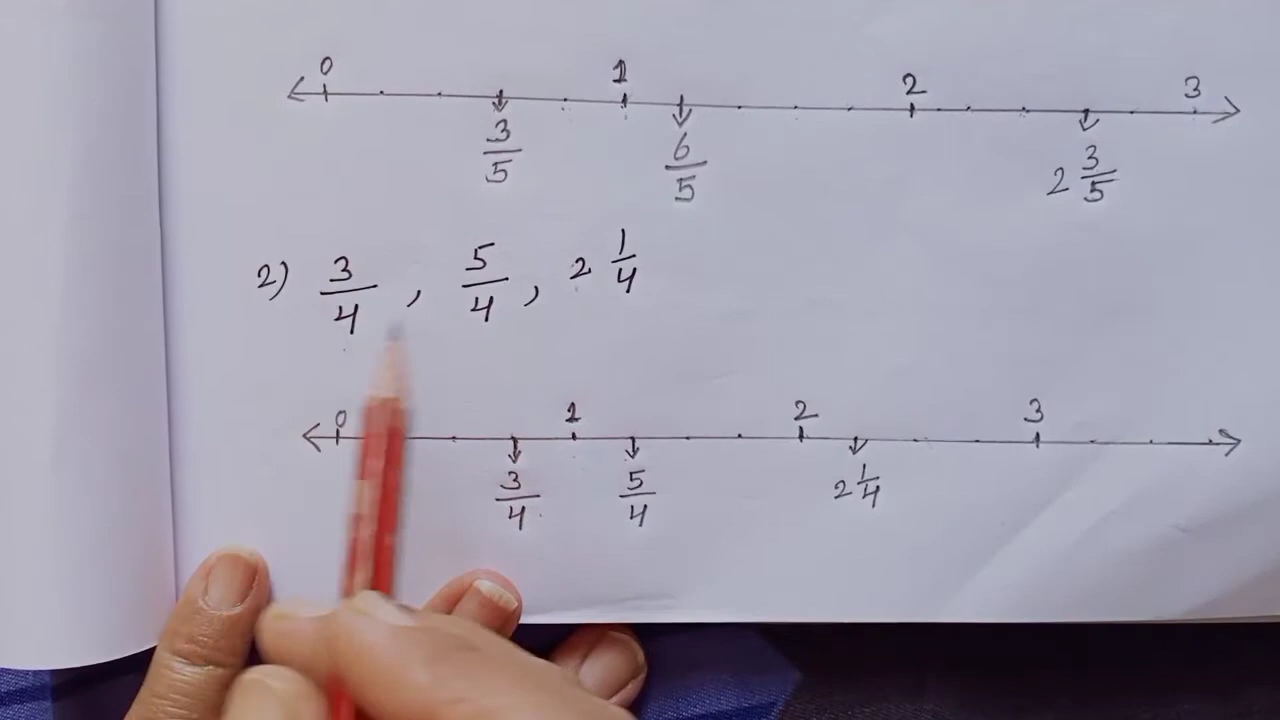 0 1 2 3
3/5 6/5 2 3/5
2) 3/4 , 5/4 , 2 1/4
0 1 2 3
3/4 5/4 2 1/4